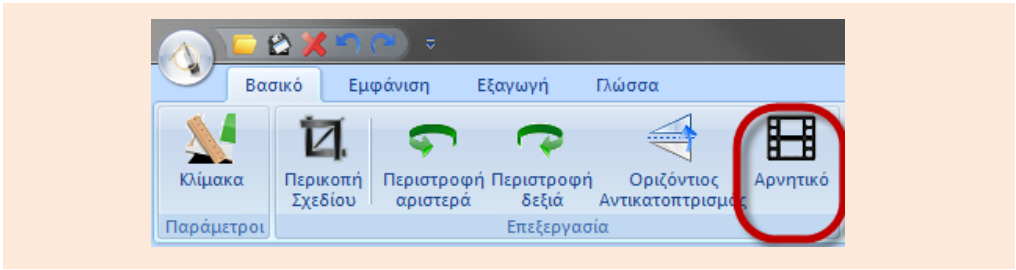 Βασικό Εμφάνιση Εξαγωγή Γλώσσα
Κλίμακα Περικοπή Περιστροφή Περιστροφή Οριζόντιος Αρνητικό
Σχεδίου αριστερά δεξιά Αντικατοπτρισμός
Παράμετροι Επεξεργασία